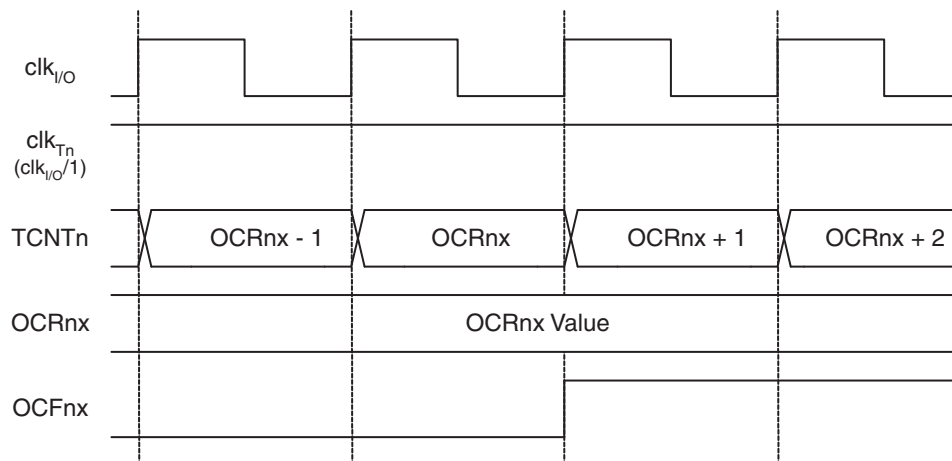 clkI/O
clkTn
(clkI/O/1)
TCNTn
OCRnx - 1
OCRnx
OCRnx + 1
OCRnx + 2
OCRnx
OCRnx Value
OCFnx